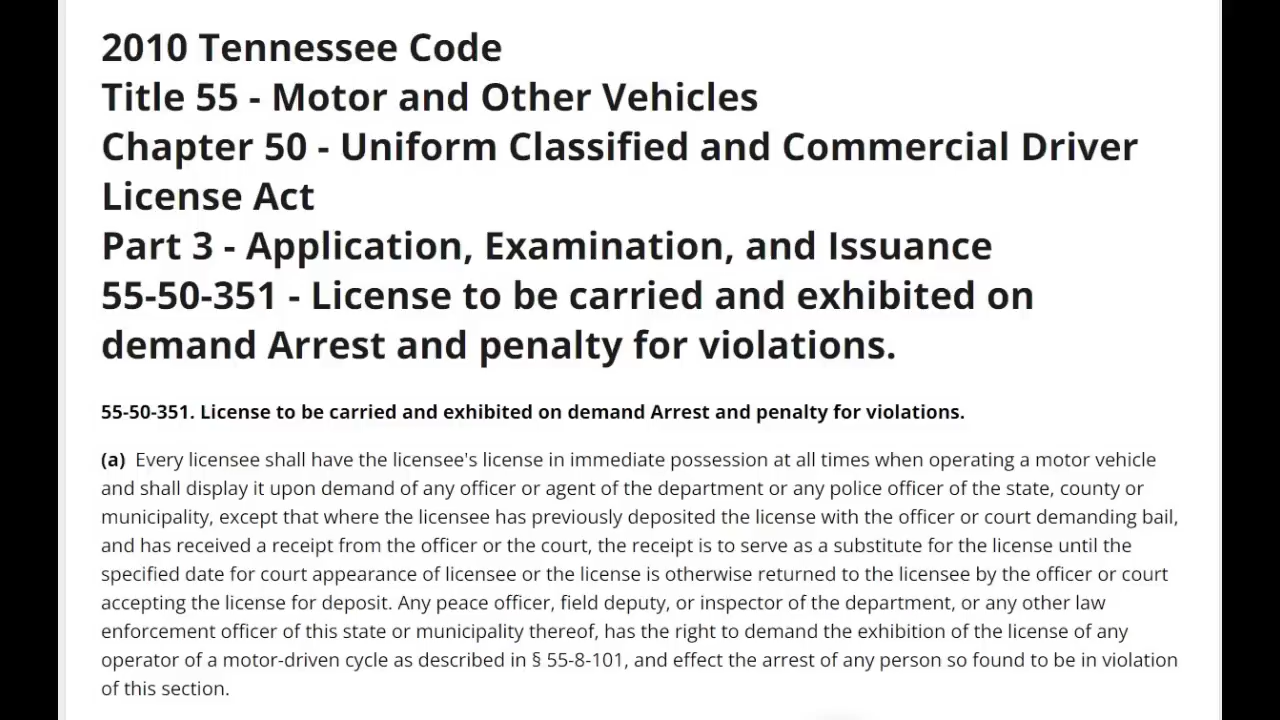 2010 Tennessee Code
Title 55 - Motor and Other Vehicles
Chapter 50 - Uniform Classified and Commercial Driver
License Act
Part 3 - Application, Examination, and Issuance
55-50-351 - License to be carried and exhibited on
demand Arrest and penalty for violations.
55-50-351. License to be carried and exhibited on demand Arrest and penalty for violations.
(a) Every licensee shall have the licensee's license in immediate possession at all times when operating a motor vehicle
and shall display it upon demand of any officer or agent of the department or any police officer of the state, county or
municipality, except that where the licensee has previously deposited the license with the officer or court demanding bail,
and has received a receipt from the officer or the court, the receipt is to serve as a substitute for the license until the
specified date for court appearance of licensee or the license is otherwise returned to the licensee by the officer or court
accepting the license for deposit. Any peace officer, field deputy, or inspector of the department, or any other law
enforcement officer of this state or municipality thereof, has the right to demand the exhibition of the license of any
operator of a motor-driven cycle as described in § 55-8-101, and effect the arrest of any person so found to be in violation
of this section.